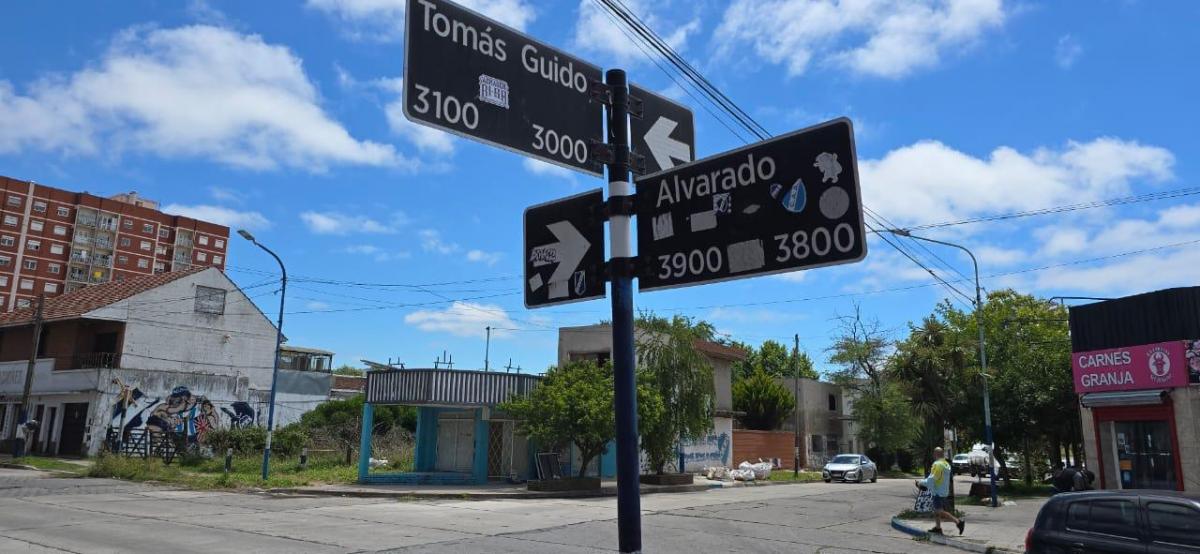 Tomás Guido
3100 3000
Alvarado
3900 3800
CARNES
GRANJA